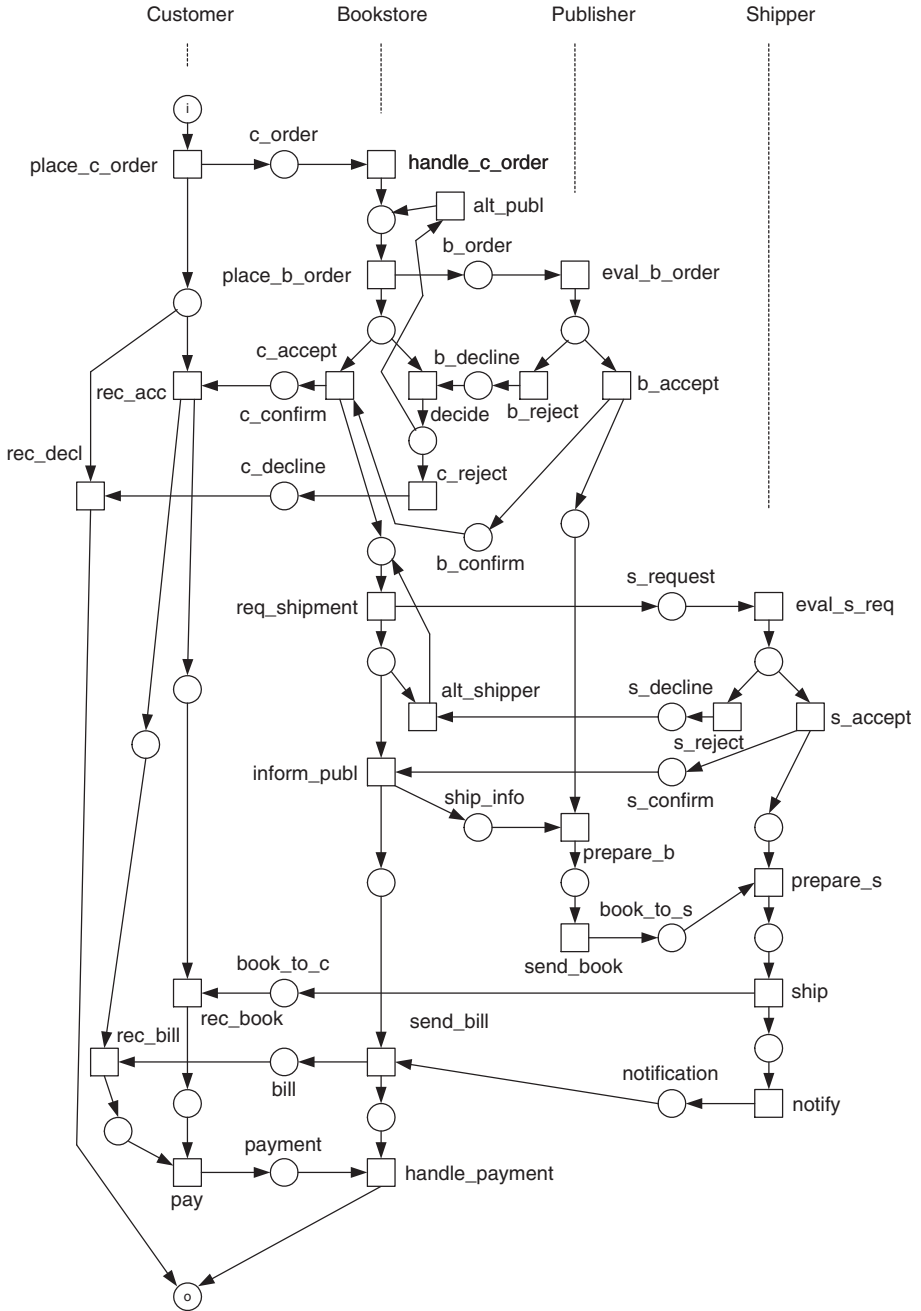 Customer Bookstore Publisher Shipper
i
c_order
place_c_order handle_c_order
alt_publ
b_order
place_b_order eval_b_order
c_accept b_decline
rec_acc b_accept
c_confirm decide b_reject
rec_decl
c_decline c_reject
b_confirm
s_request
req_shipment eval_s_req
alt_shipper s_decline
s_accept
s_reject
inform_publ
ship_info s_confirm
prepare_b
prepare_s
book_to_s
send_book
book_to_c
ship
rec_book send_bill
rec_bill
bill notification
notify
payment
handle_payment
pay
o